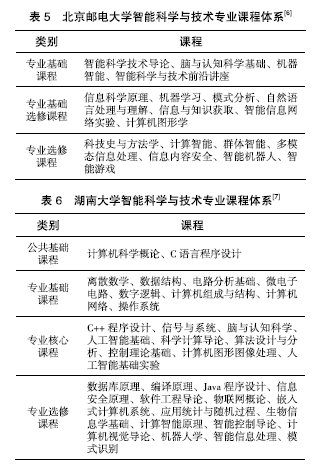 表 5 北京邮电大学智能科学与技术专业课程体系[6]
类别 课程
专业基础
课程
智能科学技术导论、脑与认知科学基础、机器
智能、智能科学与技术前沿讲座
专业基础
选修课程
信息科学原理、机器学习、模式分析、自然语
言处理与理解、信息与知识获取、智能信息网
络实验、计算机图形学
专业选修
课程
科技史与方法学、计算智能、群体智能、多模
态信息处理、信息内容安全、智能机器人、智
能游戏
表 6 湖南大学智能科学与技术专业课程体系[7]
类别 课程
公共基础
课程
计算机科学概论、C 语言程序设计
专业基础
课程
离散数学、数据结构、电路分析基础、微电子
电路、数字逻辑、计算机组成与结构、计算机
网络、操作系统
专业核心
课程
C++ 程序设计、信号与系统、脑与认知科学、
人工智能基础、科学计算导论、算法设计与分
析、控制理论基础、计算机图形图像处理、人
工智能基础实验
专业选修
课程
数据库原理、编译原理、Java 程序设计、信息
安全原理、软件工程导论、物联网概论、嵌入
式计算机系统、应用统计与随机过程、生物信
息学基础、计算智能原理、智能控制导论、计
算机视觉导论、机器人学、智能信息处理、模
式识别